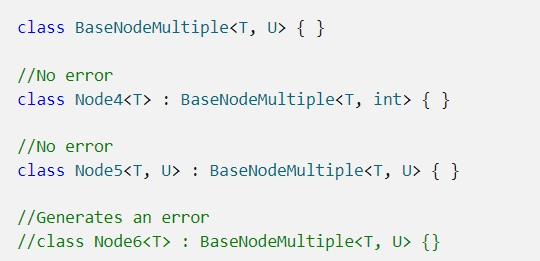 class BaseNodeMultiple<T, U> { }
//No error
class Node4<T> : BaseNodeMultiple<T, int> { }
//No error
class Node5<T, U> : BaseNodeMultiple<T, U> { }
//Generates an error
//class Node6<T> : BaseNodeMultiple<T, U> {}